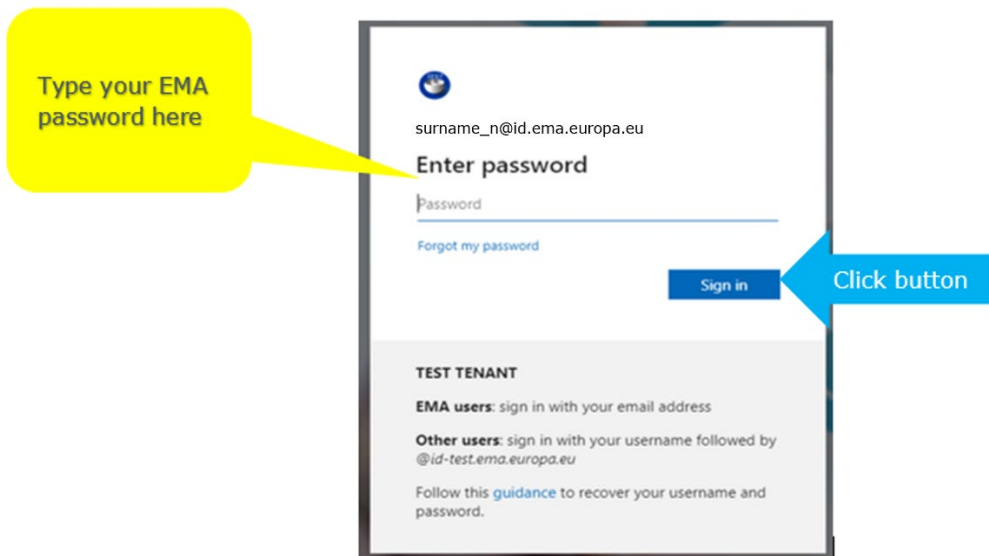 Type your EMA
password here
surname_n@id.ema.europa.eu
Enter password
Password
Forgot my password
Sign in
Click button
TEST TENANT
EMA users: sign in with your email address
Other users: sign in with your username followed by
@id-test.ema.europa.eu
Follow this guidance to recover your username and
password.